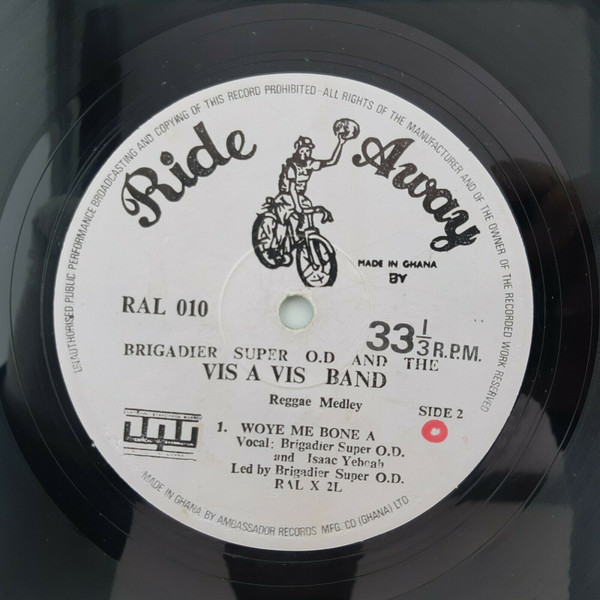 UNAUTHORISED PUBLIC PERFORMANCE BROADCASTING AND COPYING OF THIS RECORD PROHIBITED-ALL RIGHTS OF THE MANUFACTURER AND OF THE OWNER OF THE RECORDED WORK RESERVED
Ride Away
MADE IN GHANA
BY
RAL 010
33 1/3 R.P.M.
BRIGADIER SUPER O.D AND THE
VIS A VIS BAND
Reggae Medley
SIDE 2
1. WOYE ME BONE A
Vocal: Brigadier Super O.D.
and Isaac Yeboah
Led by Brigadier Super O.D.
RAL X 2L
MADE IN GHANA BY AMBASSADOR RECORDS MFG. CO (GHANA) LTD